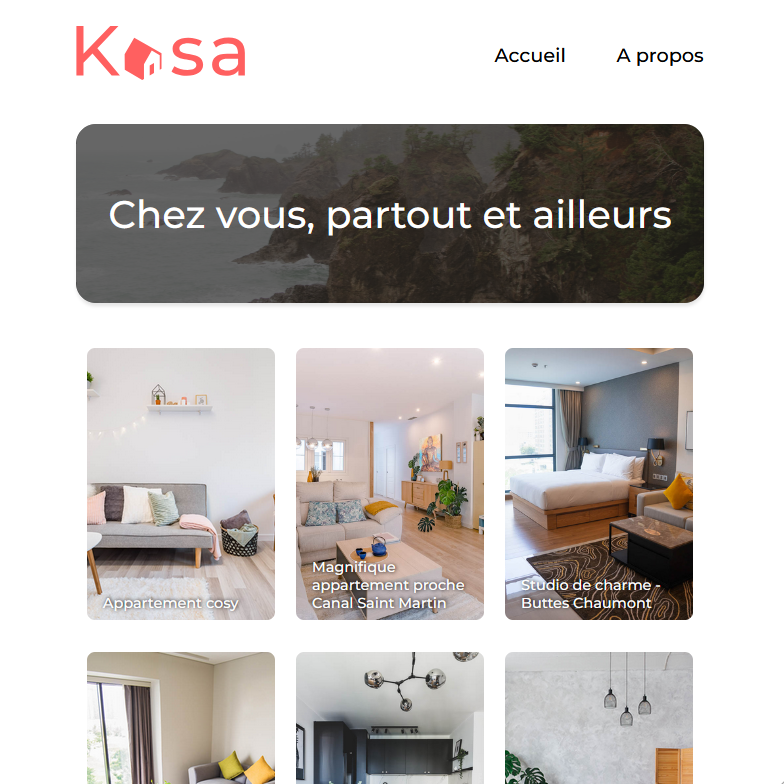 Kasa
Accueil
A propos
Chez vous, partout et ailleurs
Appartement cosy
Magnifique
appartement proche
Canal Saint Martin
Studio de charme -
Buttes Chaumont